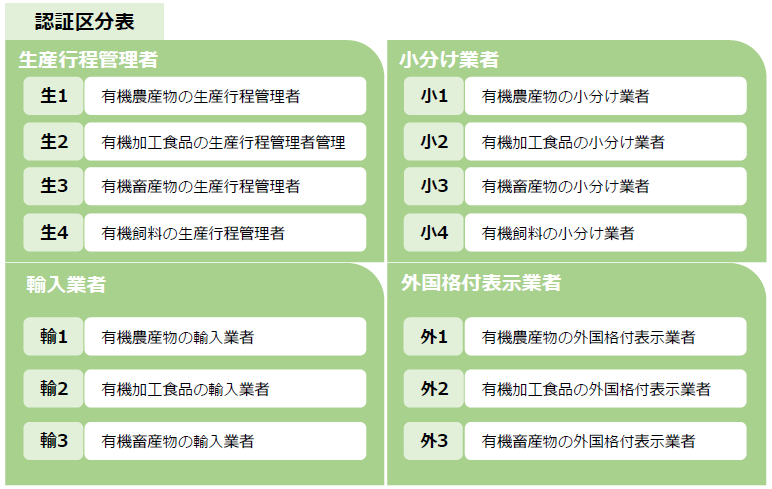 認証区分表
生産行程管理者
生1 有機農産物の生産行程管理者
生2 有機加工食品の生産行程管理者管理
生3 有機畜産物の生産行程管理者
生4 有機飼料の生産行程管理者
小分け業者
小1 有機農産物の小分け業者
小2 有機加工食品の小分け業者
小3 有機畜産物の小分け業者
小4 有機飼料の小分け業者
輸入業者
輸1 有機農産物の輸入業者
輸2 有機加工食品の輸入業者
輸3 有機畜産物の輸入業者
外国格付表示業者
外1 有機農産物の外国格付表示業者
外2 有機加工食品の外国格付表示業者
外3 有機畜産物の外国格付表示業者